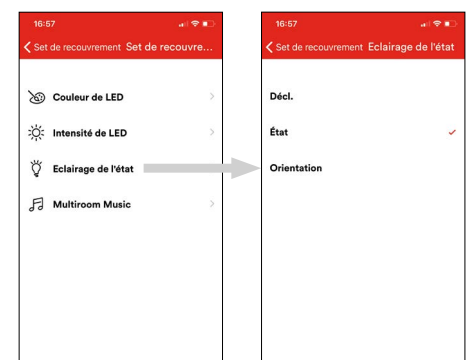 16:57
Set de recouvrement Set de recouvre...
Couleur de LED
Intensité de LED
Eclairage de l'état
Multiroom Music
16:57
Set de recouvrement Eclairage de l'état
Décl.
État
Orientation